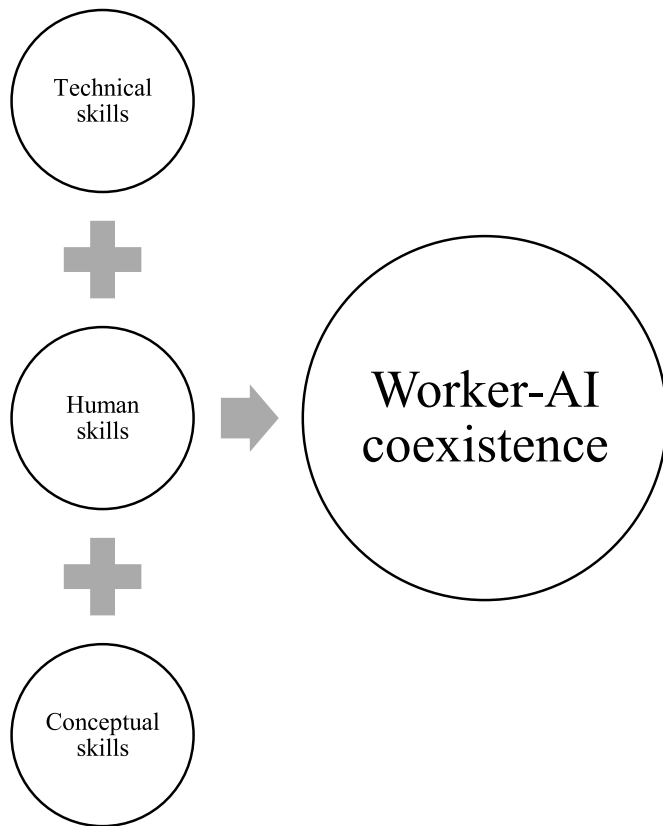 Technical
skills
Human
skills
Conceptual
skills
Worker-AI
coexistence